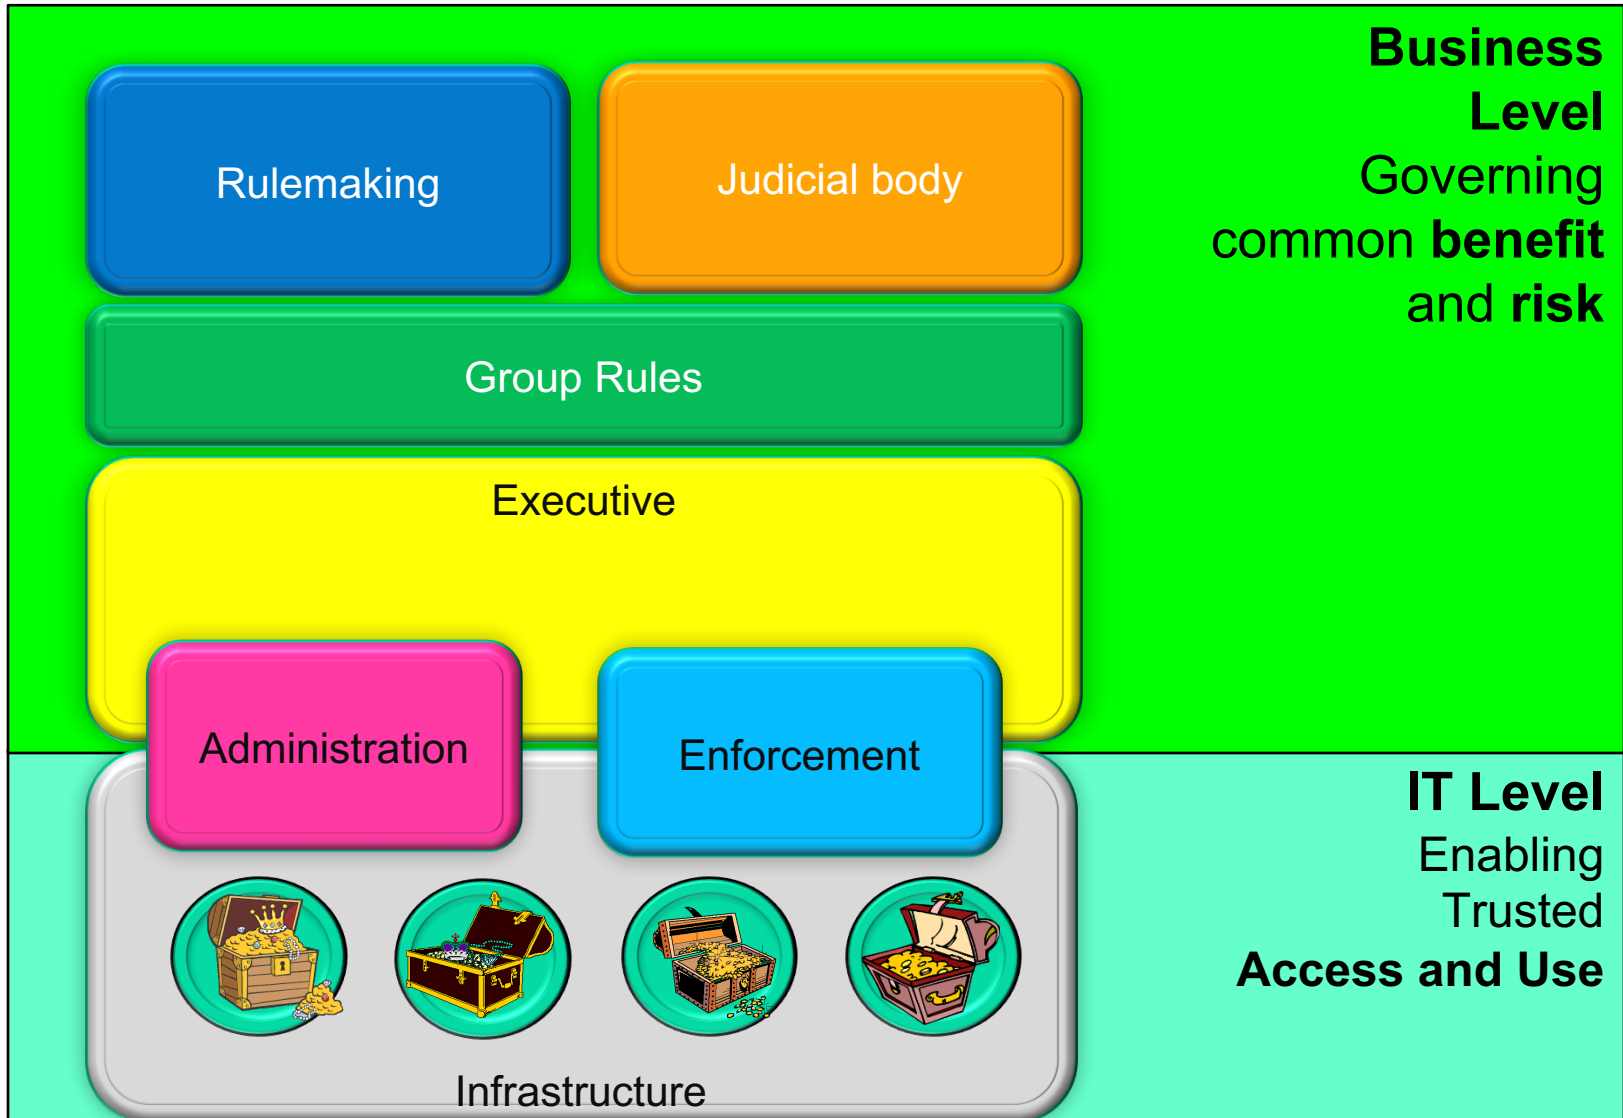 Business
Level
Governing
common benefit
and risk
Rulemaking
Judicial body
Group Rules
Executive
Administration
Enforcement
IT Level
Enabling
Trusted
Access and Use
Infrastructure